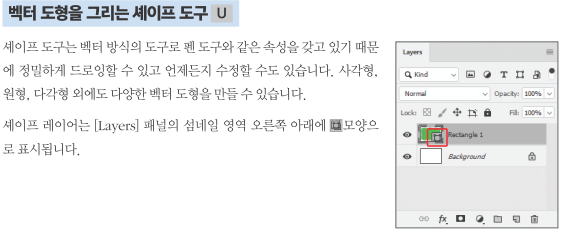 벡터 도형을 그리는 셰이프 도구 U
셰이프 도구는 벡터 방식의 도구로 펜 도구와 같은 속성을 갖고 있기 때문
에 정밀하게 드로잉할 수 있고 언제든지 수정할 수도 있습니다. 사각형,
원형, 다각형 외에도 다양한 벡터 도형을 만들 수 있습니다.
셰이프 레이어는 [Layers] 패널의 섬네일 영역 오른쪽 아래에 모양으
로 표시됩니다.
Layers
Kind
Normal Opacity: 100%
Lock: Fill: 100%
Rectangle 1
Background
fx